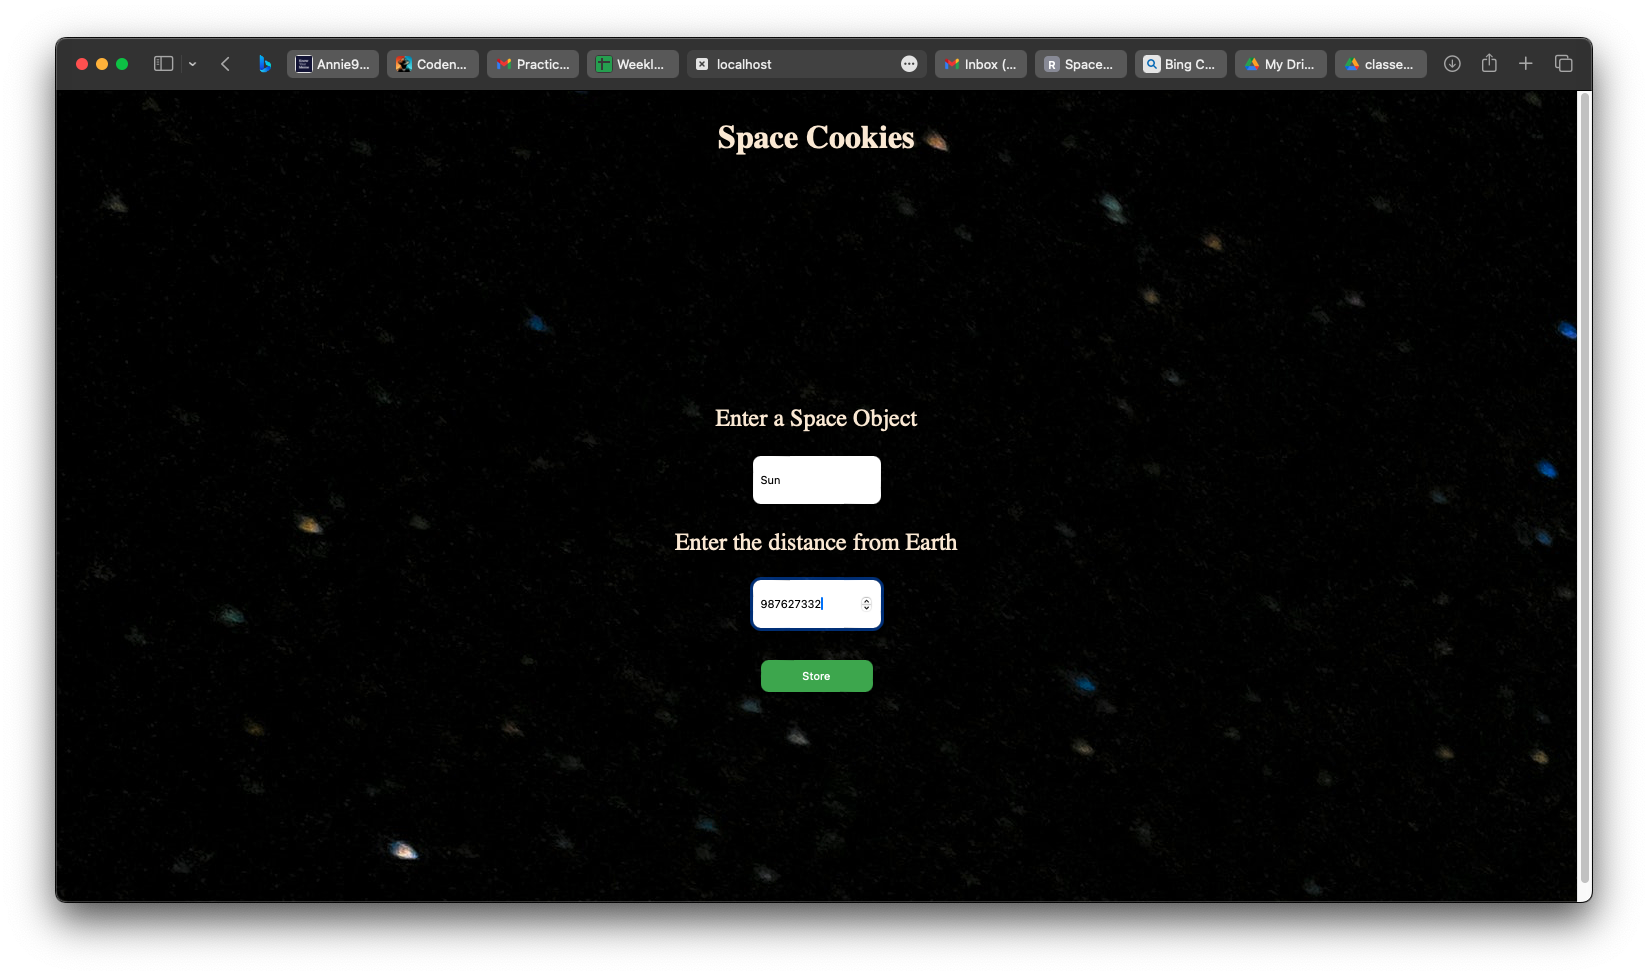 Annie9... Coden... Practic... Weekl... localhost Inbox (... R Space... Bing C... My Dri... classe...
Space Cookies
Enter a Space Object
Sun
Enter the distance from Earth
987627332
Store